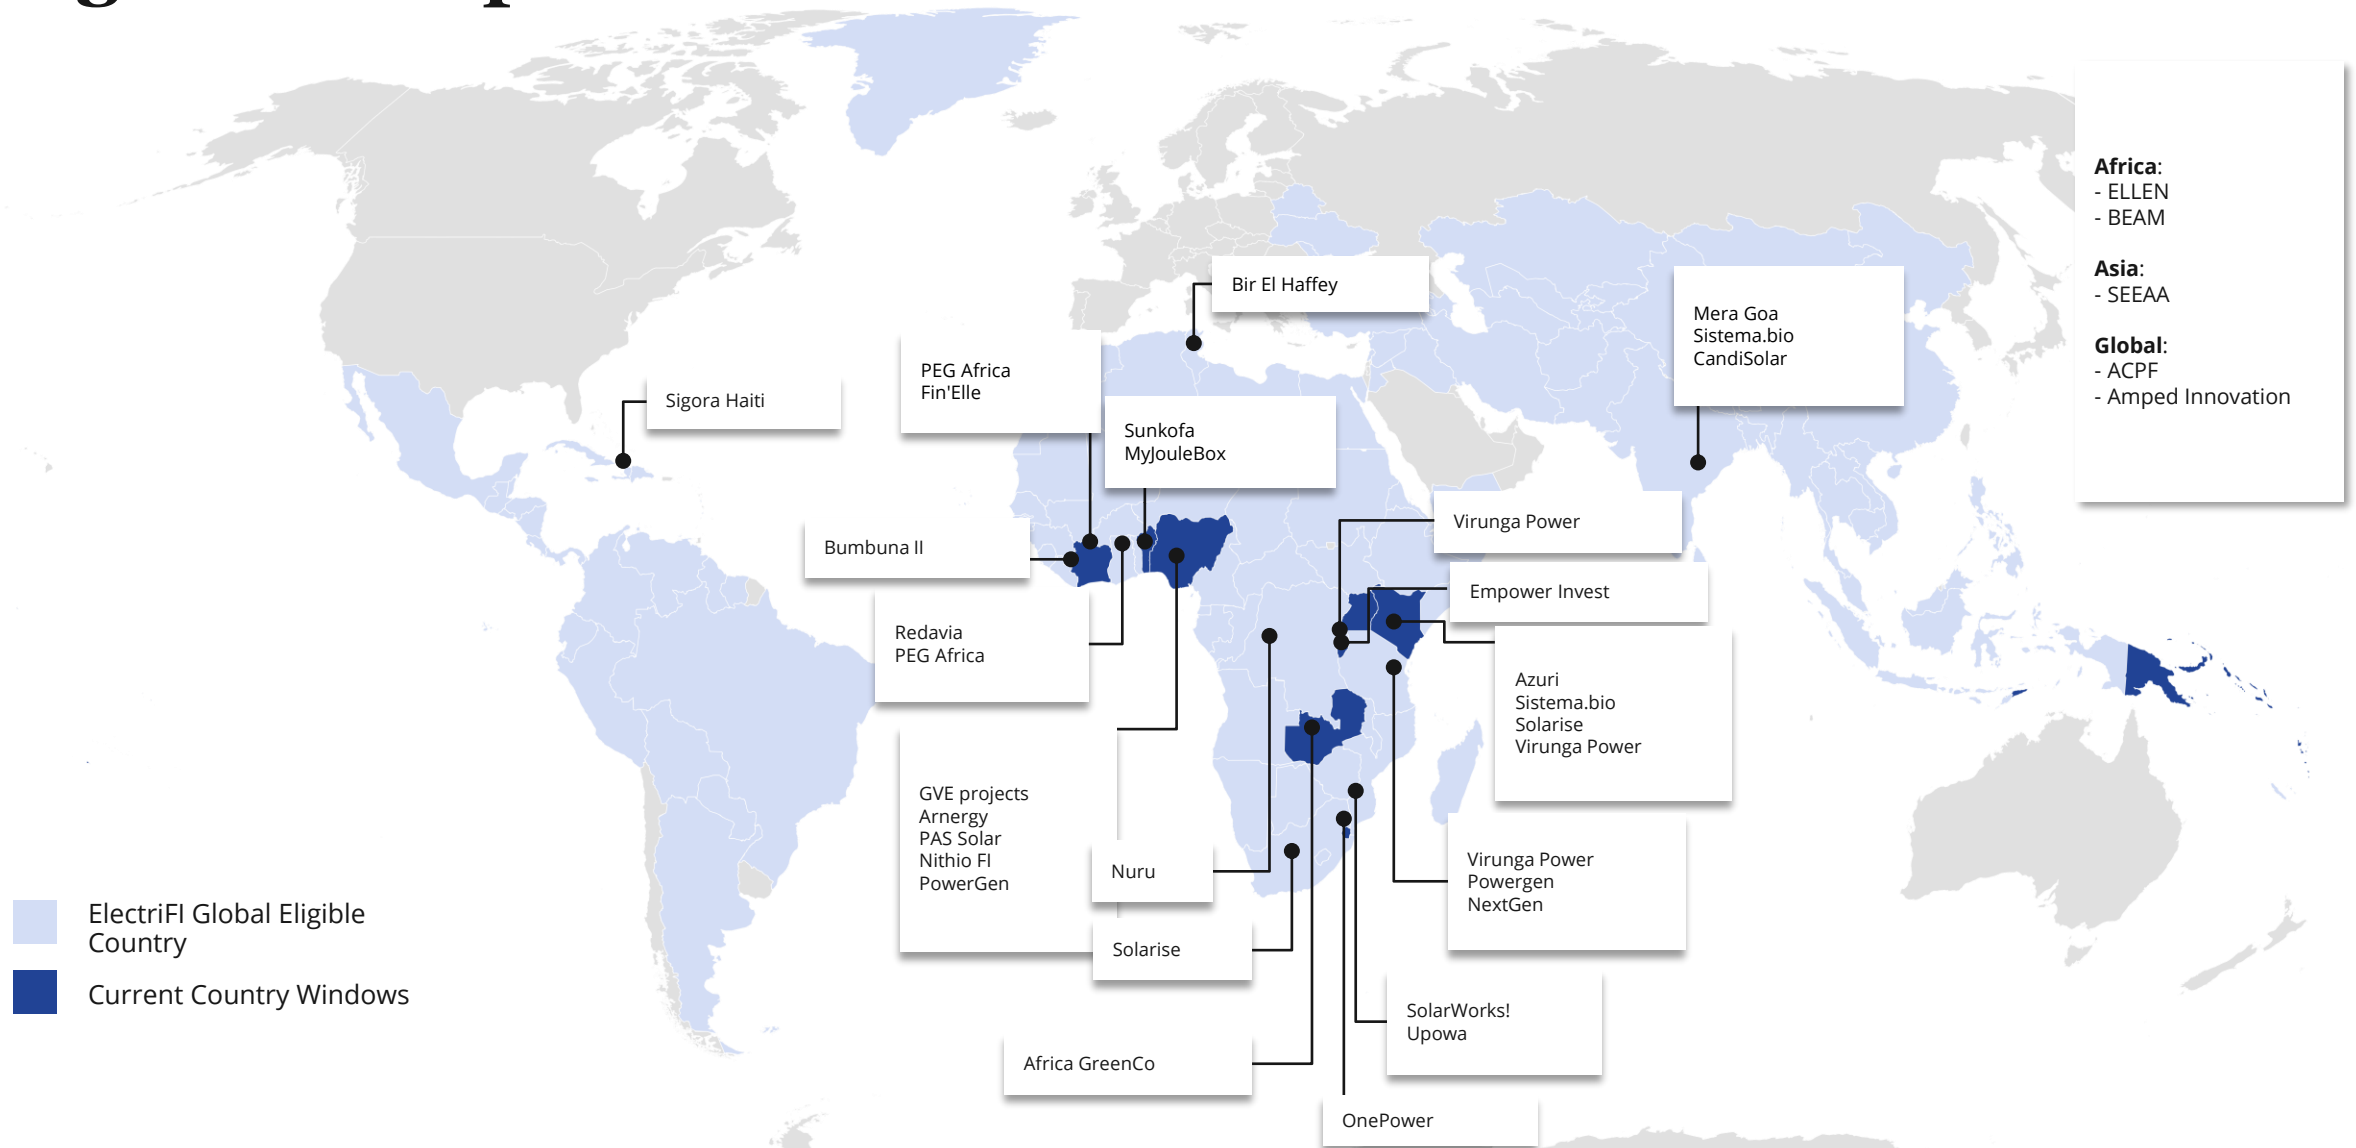 Africa:
- ELLEN
- BEAM
Asia:
- SEEAA
Global:
- ACPF
- Amped Innovation
Bir El Haffey
Mera Goa
Sistema.bio
CandiSolar
PEG Africa
Fin'Elle
Sigora Haiti
Sunkofa
MyJouleBox
Virunga Power
Bumbuna II
Empower Invest
Redavia
PEG Africa
Azuri
Sistema.bio
Solarise
Virunga Power
GVE projects
Arnergy
PAS Solar
Nithio FI
PowerGen
Nuru
Virunga Power
Powergen
NextGen
Solarise
SolarWorks!
Upowa
Africa GreenCo
OnePower
ElectriFI Global Eligible
Country
Current Country Windows